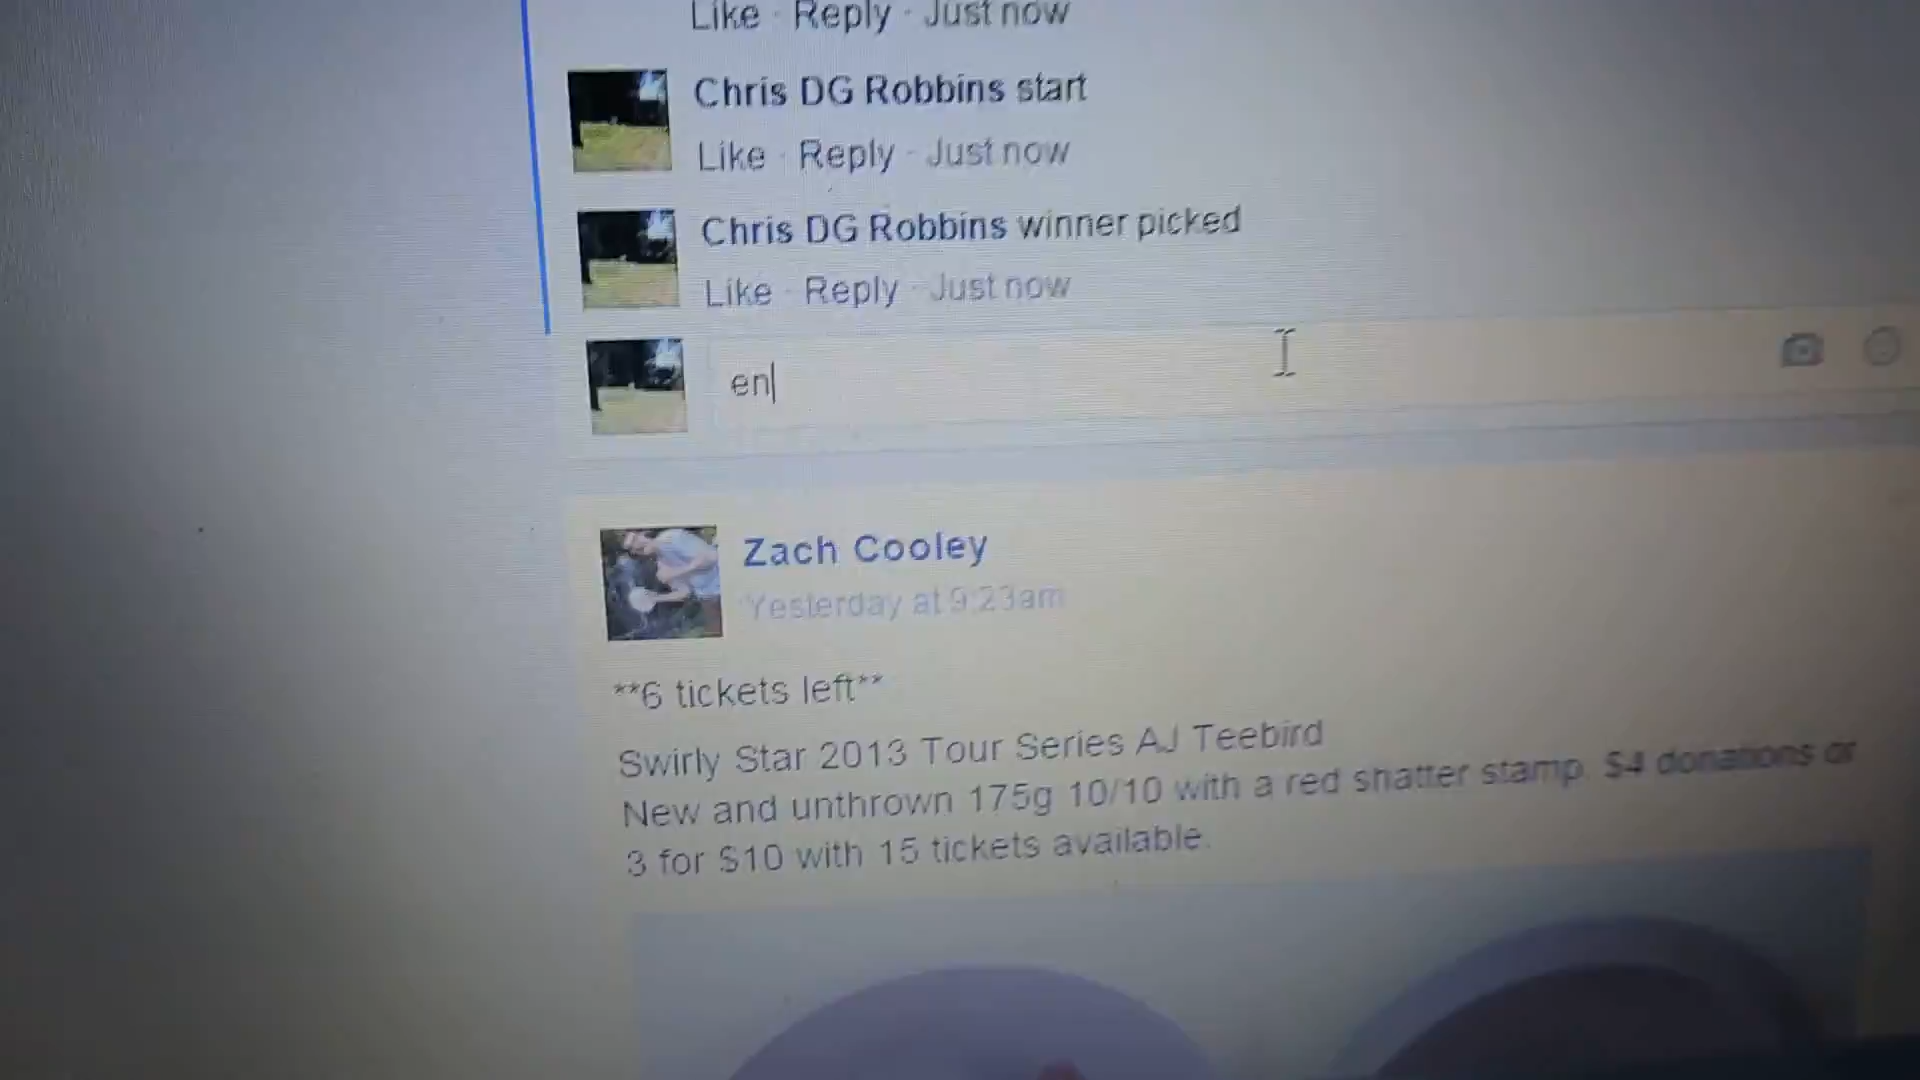 Like · Reply · Just now
Chris DG Robbins start
Like · Reply · Just now
Chris DG Robbins winner picked
Like · Reply · Just now
en
Zach Cooley
Yesterday at 9:23am
**6 tickets left**
Swirly Star 2013 Tour Series AJ Teebird
New and unthrown 175g 10/10 with a red shatter stamp. $4 donations or
3 for $10 with 15 tickets available.